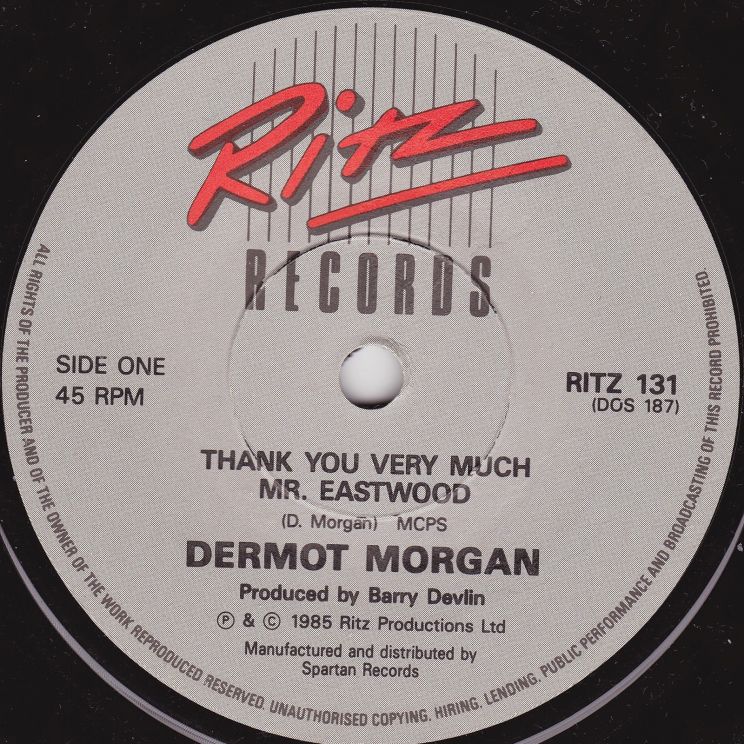 Ritz
RECORDS
SIDE ONE
45 RPM
RITZ 131
(DOS 187)
THANK YOU VERY MUCH
MR. EASTWOOD
(D. Morgan) MCPS
DERMOT MORGAN
Produced by Barry Devlin
Ⓟ & © 1985 Ritz Productions Ltd
Manufactured and distributed by
Spartan Records
ALL RIGHTS OF THE PRODUCER AND OF THE OWNER OF THE WORK REPRODUCED RESERVED. UNAUTHORISED COPYING, HIRING, LENDING, PUBLIC PERFORMANCE AND BROADCASTING OF THIS RECORD PROHIBITED.